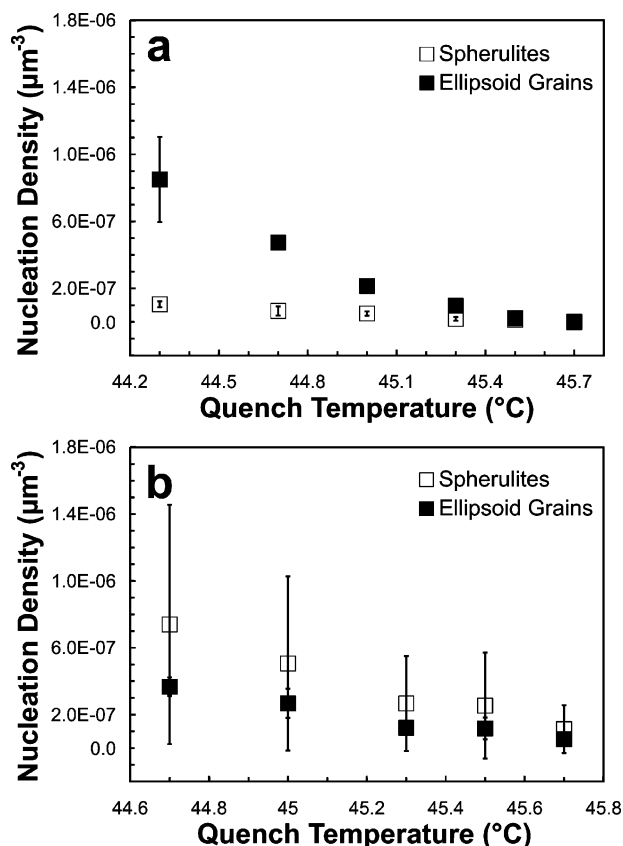 a
1.8E-06
1.4E-06
1.0E-06
6.0E-07
2.0E-07
0.0
Nucleation Density (µm⁻³)
Spherulites
Ellipsoid Grains
44.2 44.5 44.8 45.1 45.4 45.7
Quench Temperature (°C)
b
1.8E-06
1.4E-06
1.0E-06
6.0E-07
2.0E-07
0.0
Nucleation Density (µm⁻³)
Spherulites
Ellipsoid Grains
44.6 44.8 45 45.2 45.4 45.6 45.8
Quench Temperature (°C)